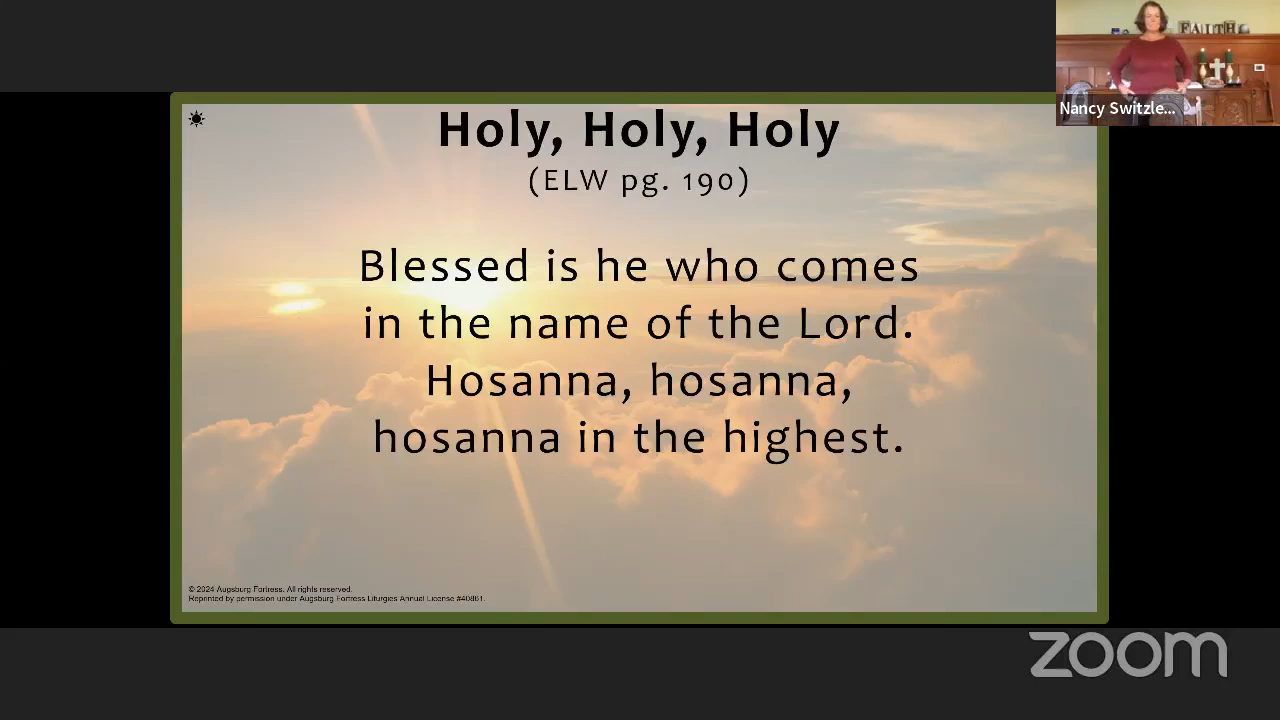 FAITH
Nancy Switzle...
Holy, Holy, Holy
(ELW pg. 190)
Blessed is he who comes
in the name of the Lord.
Hosanna, hosanna,
hosanna in the highest.
© 2024 Augsburg Fortress. All rights reserved.
Reprinted by permission under Augsburg Fortress Liturgies Annual License #40861.
zoom